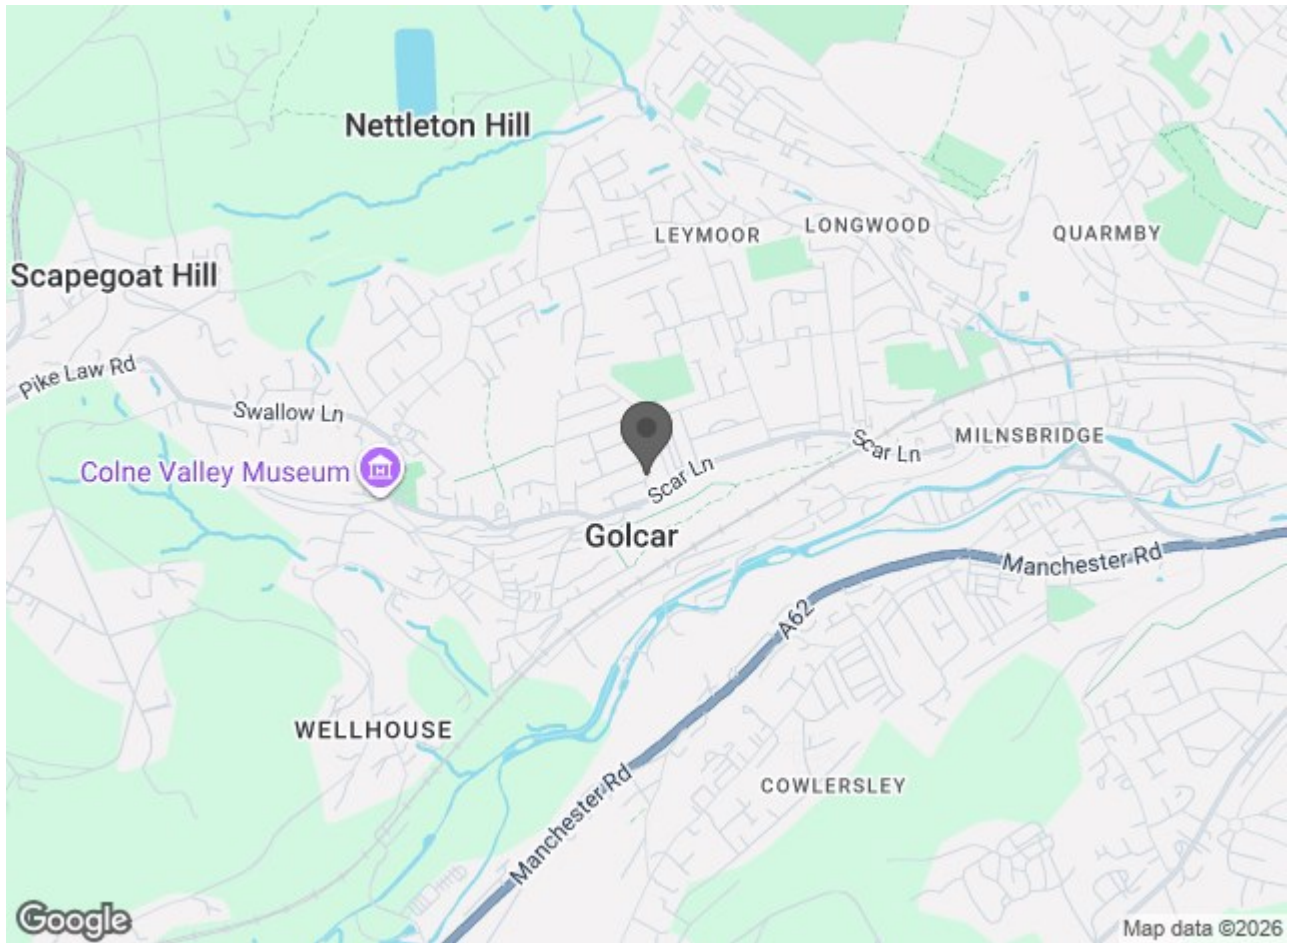 Nettleton Hill
LEYMOOR
LONGWOOD
QUARMBY
Scapegoat Hill
Pike Law Rd
Swallow Ln
Scar Ln
MILNSBRIDGE
Colne Valley Museum
Scar Ln
Golcar
Manchester Rd
A62
WELLHOUSE
COWLERSLEY
Manchester Rd
Google
Map data ©2026